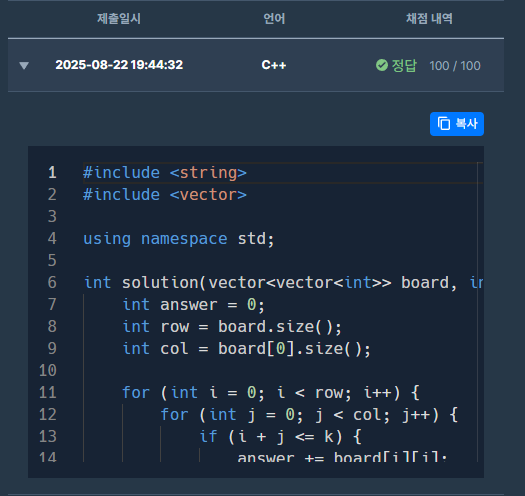 제출일시 언어 채점 내역
▼ 2025-08-22 19:44:32 C++ 정답 100 / 100
복사
1 #include <string>
2 #include <vector>
3
4 using namespace std;
5
6 int solution(vector<vector<int>> board, in
7 int answer = 0;
8 int row = board.size();
9 int col = board[0].size();
10
11 for (int i = 0; i < row; i++) {
12 for (int j = 0; j < col; j++) {
13 if (i + j <= k) {
14 answer += board[i][j];